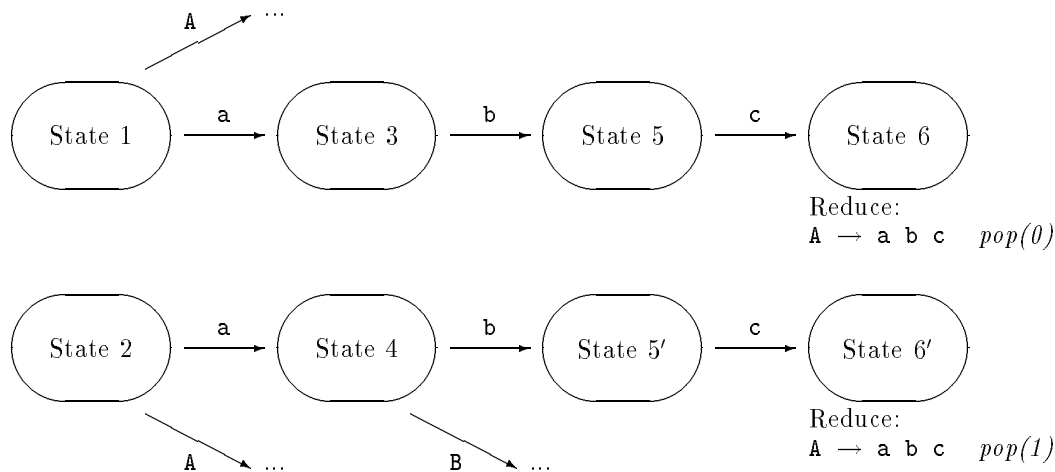 A ...
a b c
State 1 State 3 State 5 State 6
Reduce:
A → a b c pop(0)
a b c
State 2 State 4 State 5′ State 6′
Reduce:
A → a b c pop(1)
A ... B ...